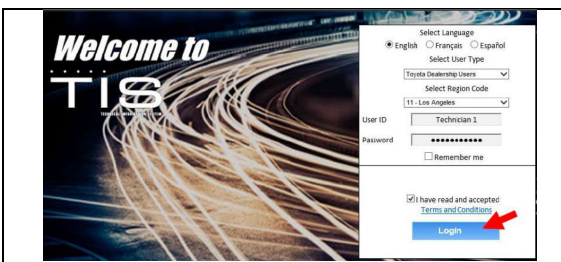 Welcome to
TIS
TECHNICAL INFORMATION SYSTEM
Select Language
English Français Español
Select User Type
Toyota Dealership Users
Select Region Code
11 - Los Angeles
User ID Technician 1
Password
Remember me
I have read and accepted
Terms and Conditions
Login